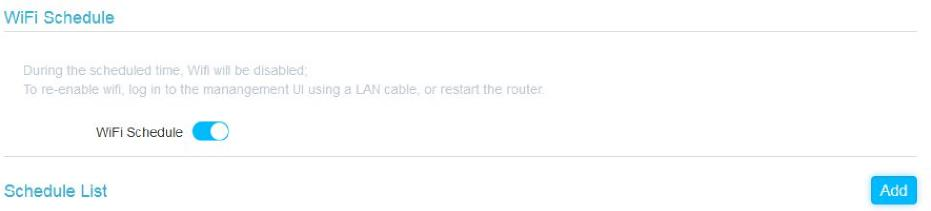 WiFi Schedule
During the scheduled time, Wifi will be disabled;
To re-enable wifi, log in to the manangement UI using a LAN cable, or restart the router.
WiFi Schedule
Schedule List
Add